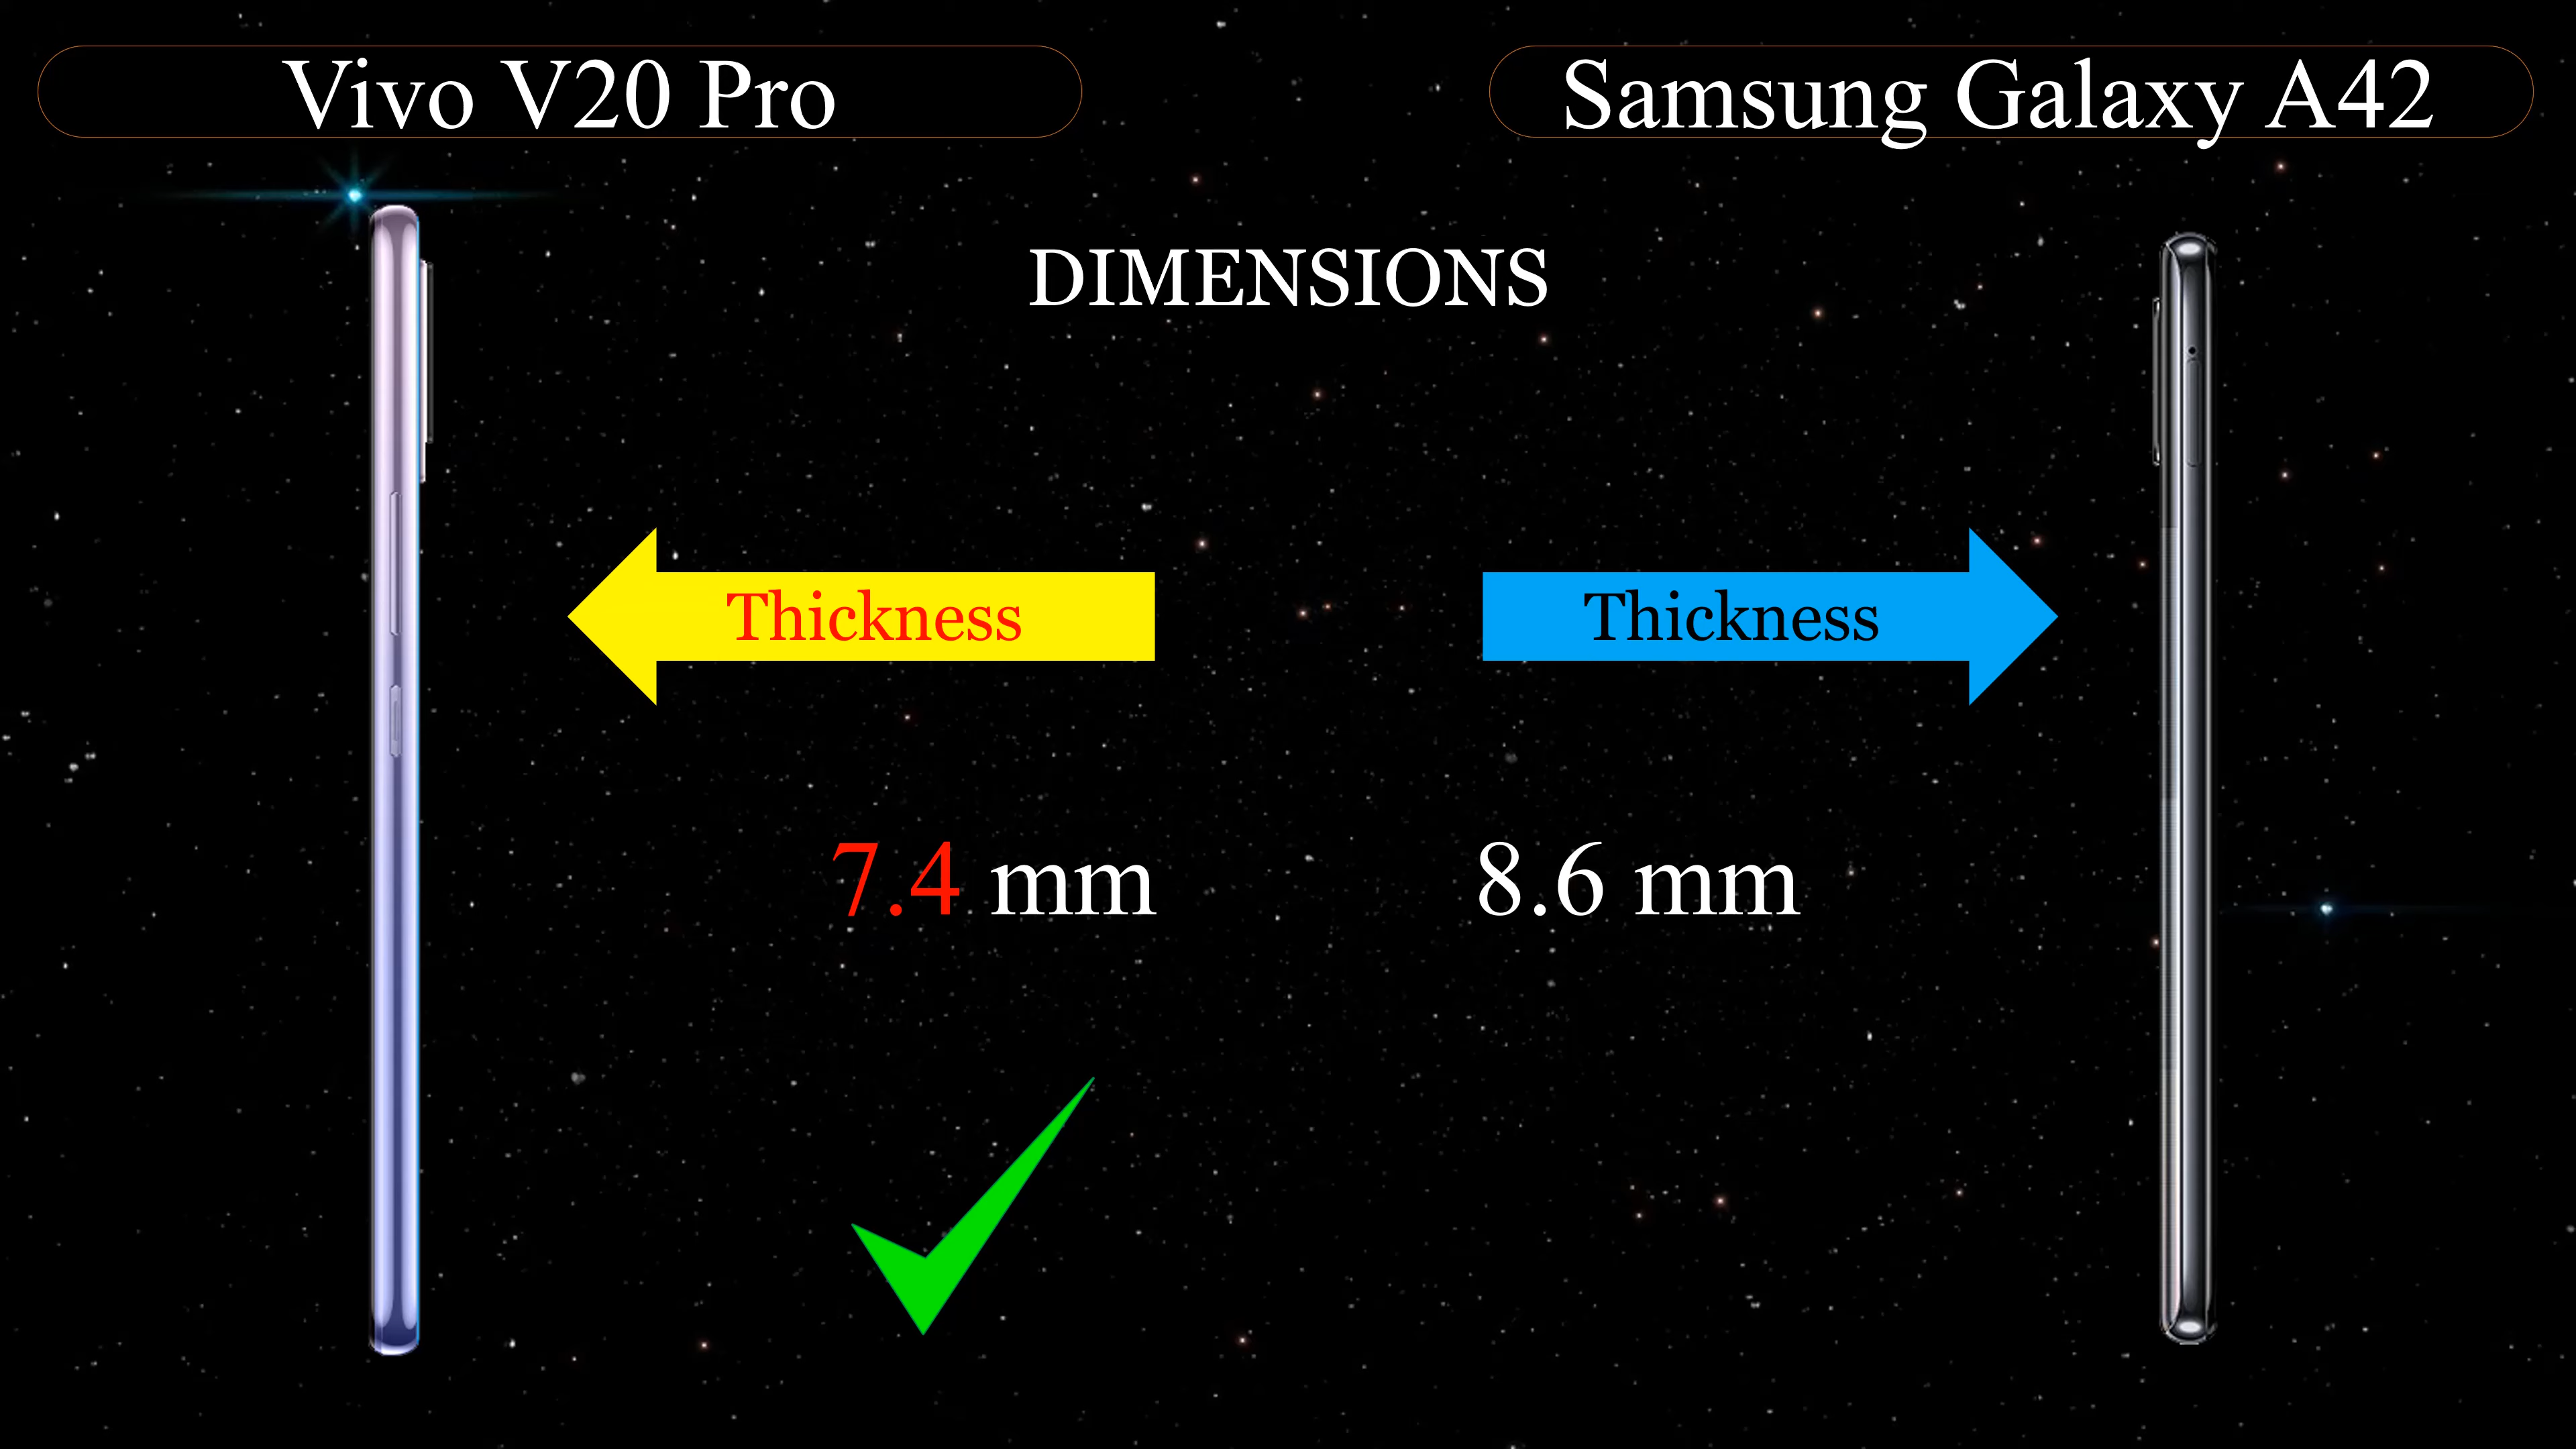 Vivo V20 Pro
Samsung Galaxy A42
DIMENSIONS
Thickness
Thickness
7.4 mm
8.6 mm